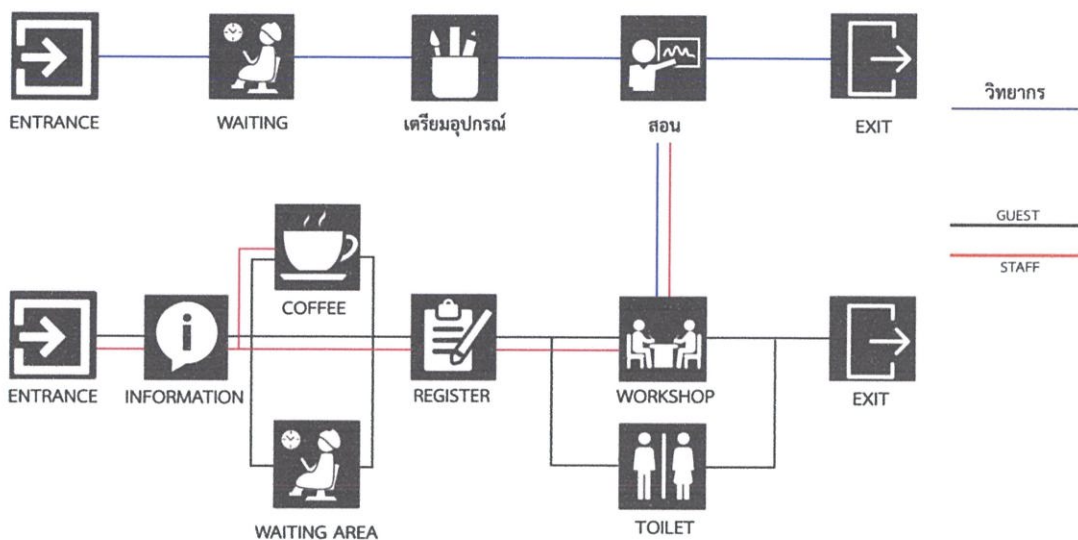 ENTRANCE
WAITING
เตรียมอุปกรณ์
สอน
EXIT
วิทยากร
GUEST
STAFF
COFFEE
ENTRANCE
INFORMATION
REGISTER
WORKSHOP
EXIT
WAITING AREA
TOILET